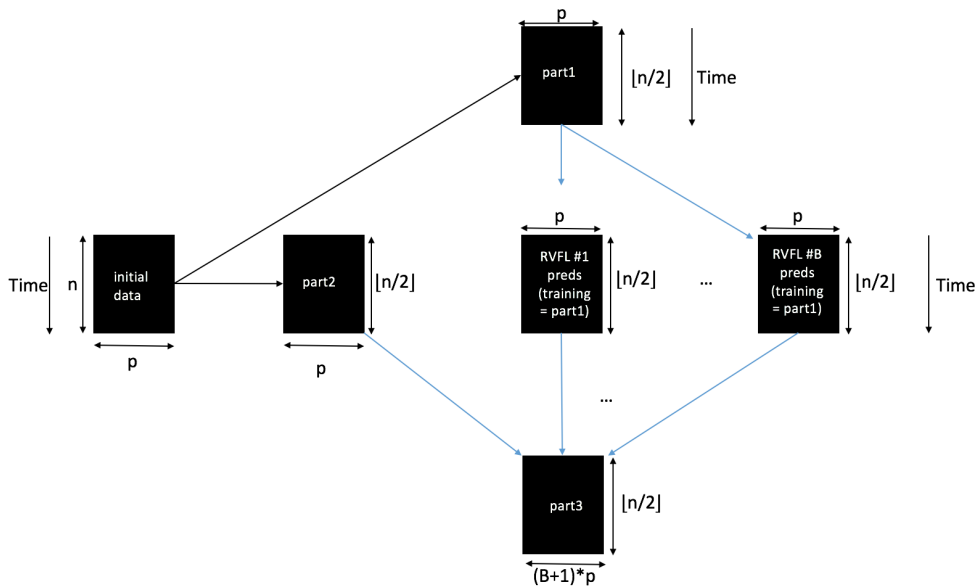 p
part1
⌊n/2⌋
Time
p
p
Time
n
initial
data
part2
⌊n/2⌋
RVFL #1
preds
(training
= part1)
⌊n/2⌋
...
RVFL #B
preds
(training
= part1)
⌊n/2⌋
Time
p
p
...
part3
⌊n/2⌋
(B+1)*p